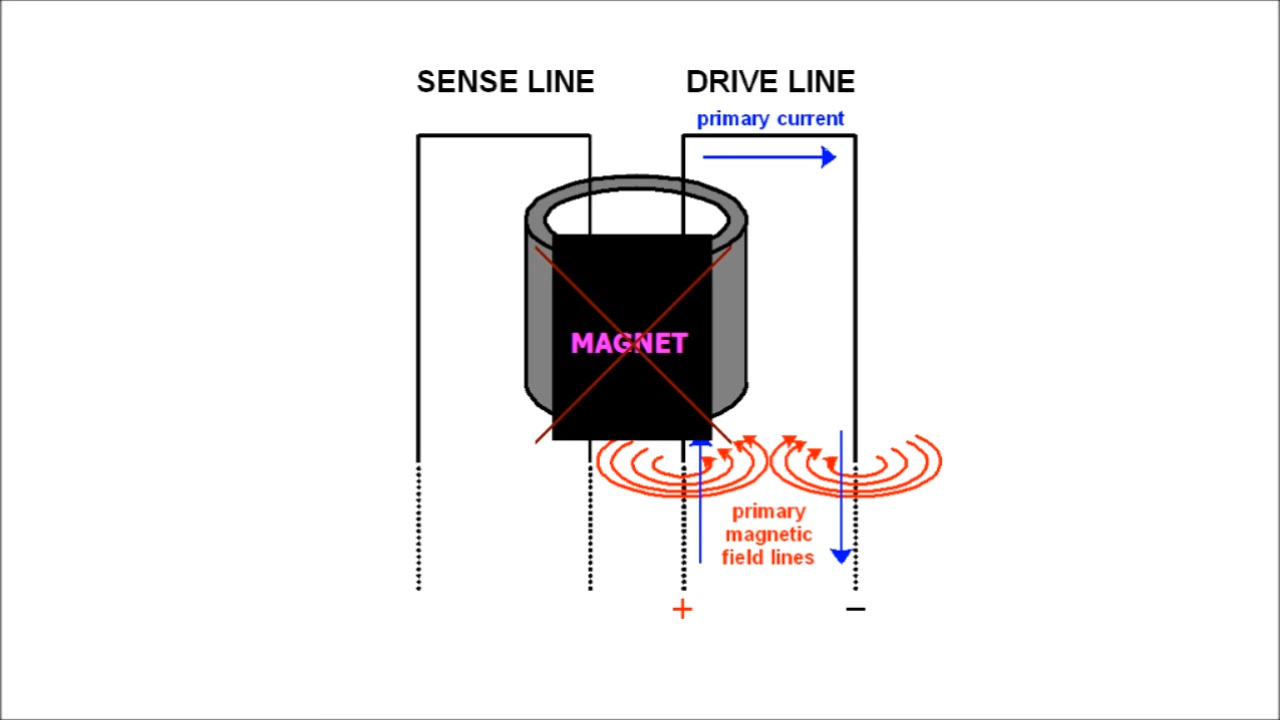 SENSE LINE
DRIVE LINE
primary current
MAGNET
primary
magnetic
field lines
+
−